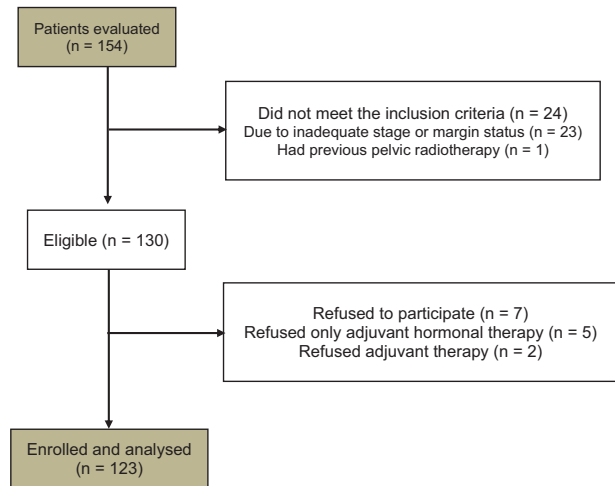 Patients evaluated
(n = 154)
Did not meet the inclusion criteria (n = 24)
Due to inadequate stage or margin status (n = 23)
Had previous pelvic radiotherapy (n = 1)
Eligible (n = 130)
Refused to participate (n = 7)
Refused only adjuvant hormonal therapy (n = 5)
Refused adjuvant therapy (n = 2)
Enrolled and analysed
(n = 123)